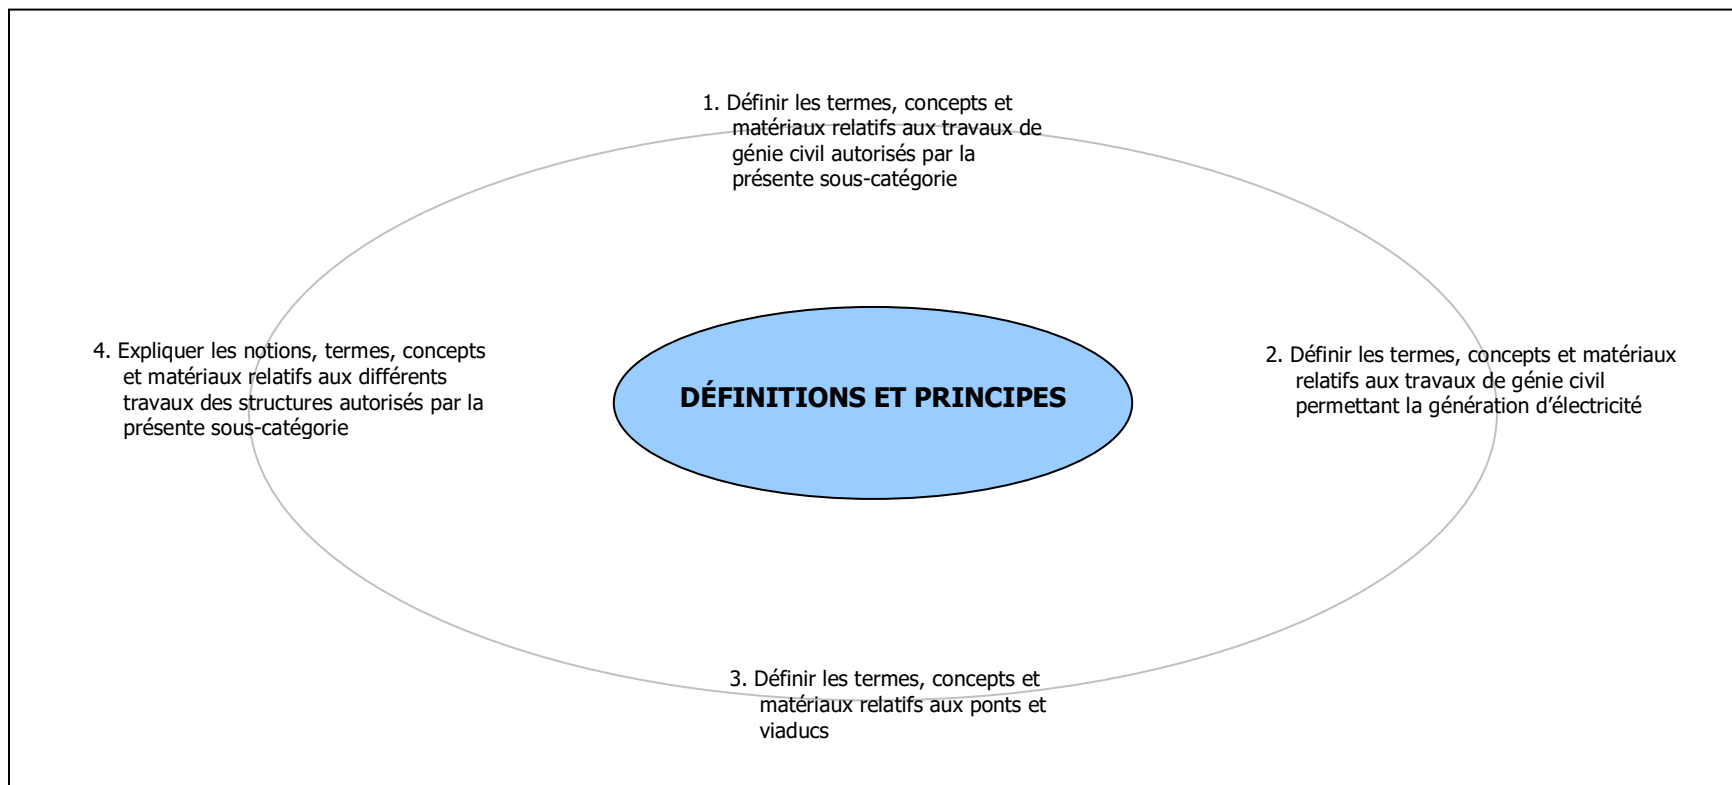 1. Définir les termes, concepts et
matériaux relatifs aux travaux de
génie civil autorisés par la
présente sous-catégorie
4. Expliquer les notions, termes, concepts
et matériaux relatifs aux différents
travaux des structures autorisés par la
présente sous-catégorie
DÉFINITIONS ET PRINCIPES
2. Définir les termes, concepts et matériaux
relatifs aux travaux de génie civil
permettant la génération d’électricité
3. Définir les termes, concepts et
matériaux relatifs aux ponts et
viaducs